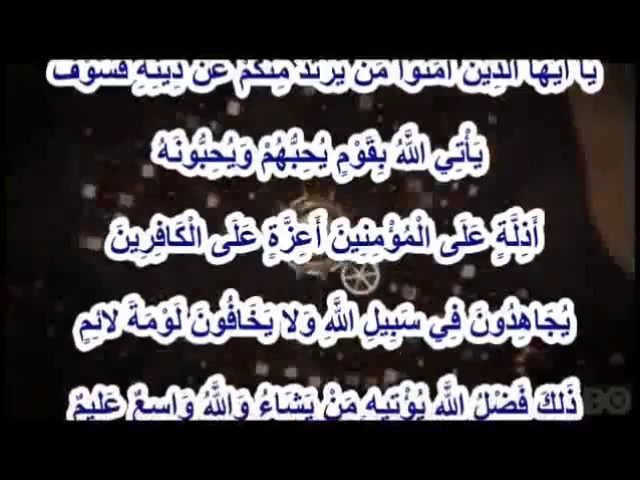 يَا أَيُّهَا الَّذِينَ آمَنُوا مَن يَرْتَدَّ مِنكُمْ عَن دِينِهِ فَسَوْفَ
يَأْتِي اللَّهُ بِقَوْمٍ يُحِبُّهُمْ وَيُحِبُّونَهُ
أَذِلَّةٍ عَلَى الْمُؤْمِنِينَ أَعِزَّةٍ عَلَى الْكَافِرِينَ
يُجَاهِدُونَ فِي سَبِيلِ اللَّهِ وَلَا يَخَافُونَ لَوْمَةَ لَائِمٍ
ذَلِكَ فَضْلُ اللَّهِ يُؤْتِيهِ مَنْ يَشَاءُ وَاللَّهُ وَاسِعٌ عَلِيمٌ
HBO